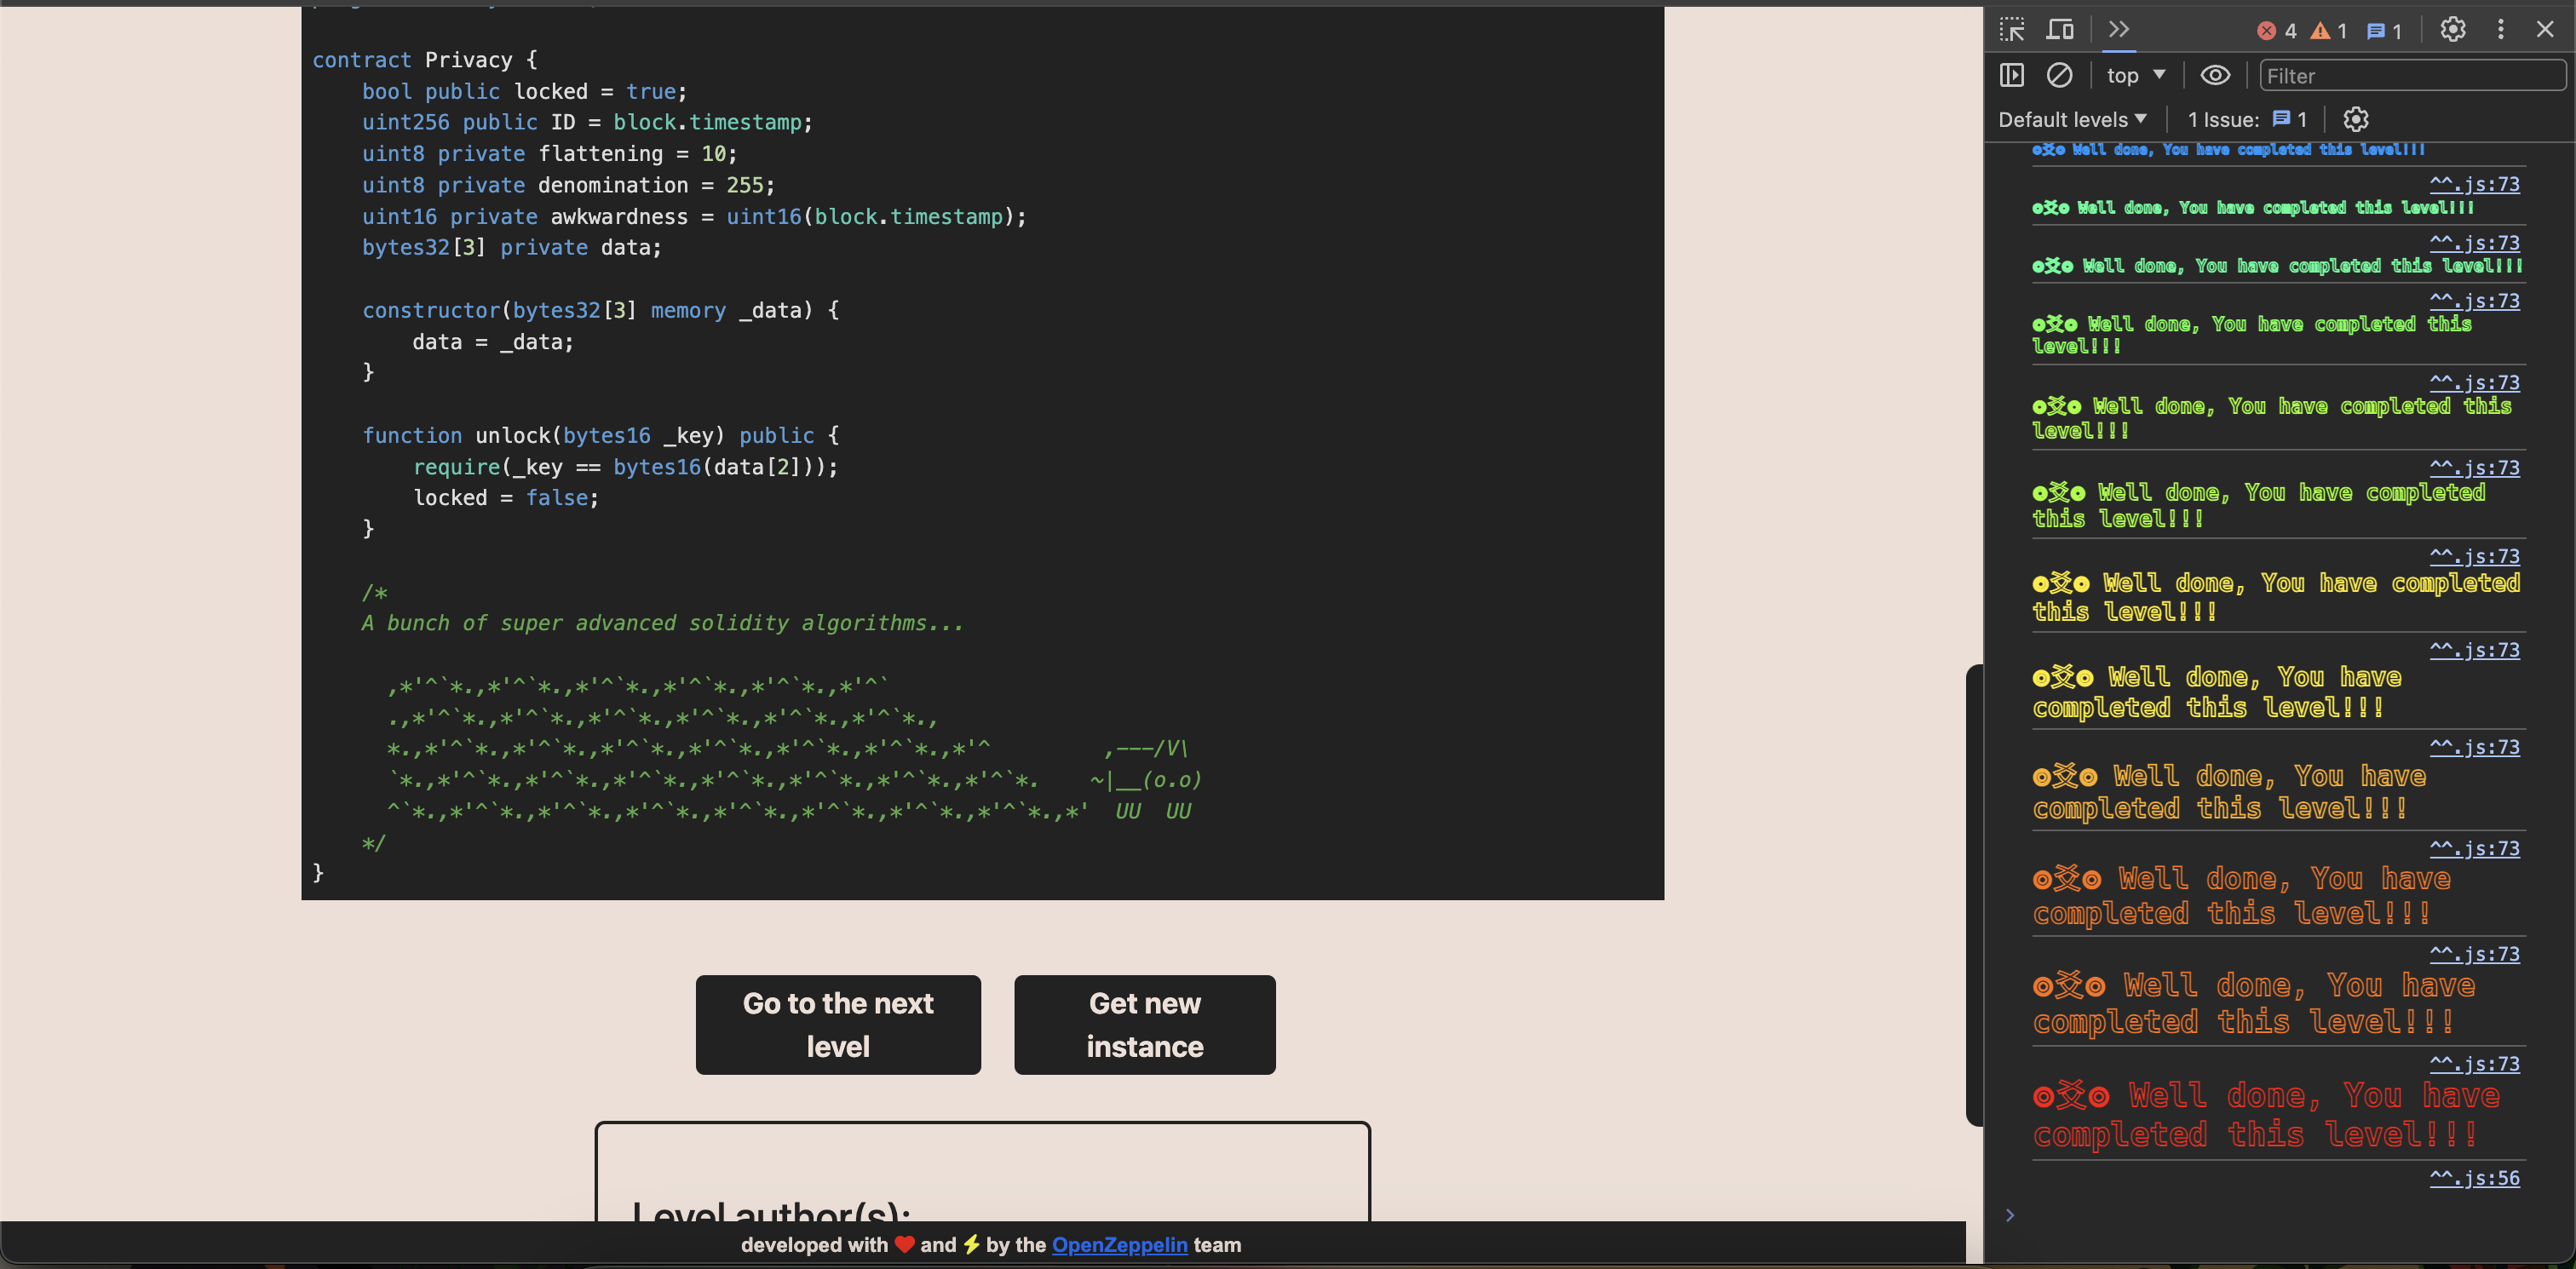 contract Privacy {
    bool public locked = true;
    uint256 public ID = block.timestamp;
    uint8 private flattening = 10;
    uint8 private denomination = 255;
    uint16 private awkwardness = uint16(block.timestamp);
    bytes32[3] private data;

    constructor(bytes32[3] memory _data) {
        data = _data;
    }

    function unlock(bytes16 _key) public {
        require(_key == bytes16(data[2]));
        locked = false;
    }

    /*
    A bunch of super advanced solidity algorithms...

      ,*'^`*.,*'^`*.,*'^`*.,*'^`*.,*'^`*.,*'^`
      .,*'^`*.,*'^`*.,*'^`*.,*'^`*.,*'^`*.,*'^`*.,
      *.,*'^`*.,*'^`*.,*'^`*.,*'^`*.,*'^`*.,*'^`*.,*'^         ,---/V\
      `*.,*'^`*.,*'^`*.,*'^`*.,*'^`*.,*'^`*.,*'^`*.,*'^`*.    ~|__(o.o)
      ^`*.,*'^`*.,*'^`*.,*'^`*.,*'^`*.,*'^`*.,*'^`*.,*'^`*.,*'  UU  UU
    */
}
Go to the next
level
Get new
instance
Level author(s):
developed with ❤️ and ⚡ by the OpenZeppelin team
4 1 1
top Filter
Default levels 1 Issue: 1
Well done, You have completed this level!!!
^^.js:73
Well done, You have completed this level!!!
^^.js:73
Well done, You have completed this level!!!
^^.js:73
Well done, You have completed this
level!!!
^^.js:73
Well done, You have completed this
level!!!
^^.js:73
Well done, You have completed
this level!!!
^^.js:73
Well done, You have completed
this level!!!
^^.js:73
Well done, You have
completed this level!!!
^^.js:73
Well done, You have
completed this level!!!
^^.js:73
Well done, You have
completed this level!!!
^^.js:73
Well done, You have
completed this level!!!
^^.js:73
Well done, You have
completed this level!!!
^^.js:56